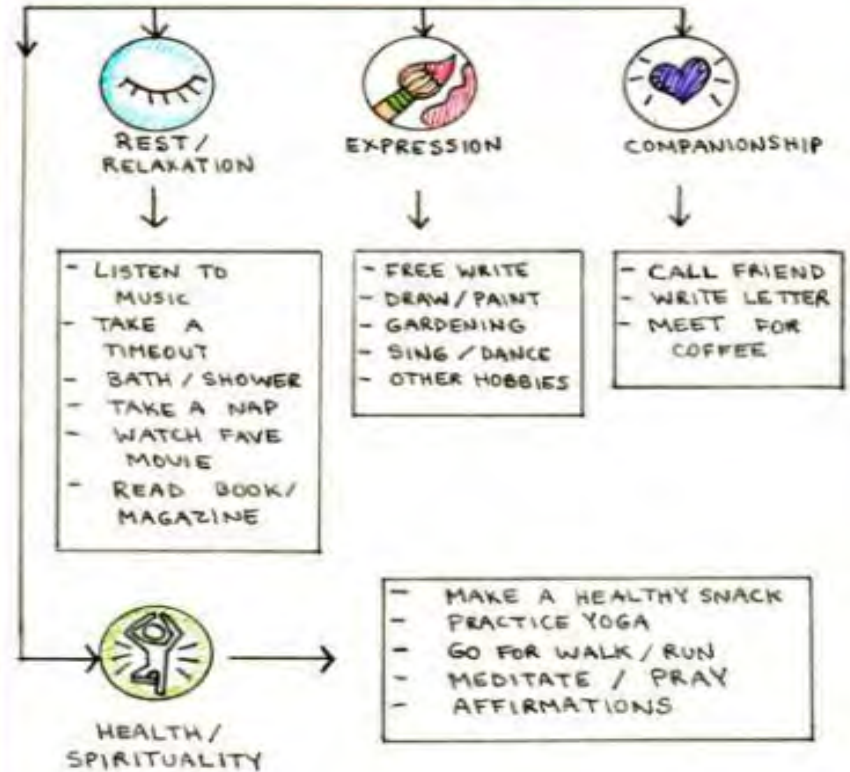 REST/
RELAXATION
- LISTEN TO
MUSIC
- TAKE A
TIMEOUT
- BATH / SHOWER
- TAKE A NAP
- WATCH FAVE
MOVIE
- READ BOOK/
MAGAZINE
EXPRESSION
- FREE WRITE
- DRAW/PAINT
- GARDENING
- SING / DANCE
- OTHER HOBBIES
COMPANIONSHIP
- CALL FRIEND
- WRITE LETTER
- MEET FOR
COFFEE
HEALTH/
SPIRITUALITY
- MAKE A HEALTHY SNACK
- PRACTICE YOGA
- GO FOR WALK / RUN
- MEDITATE / PRAY
- AFFIRMATIONS